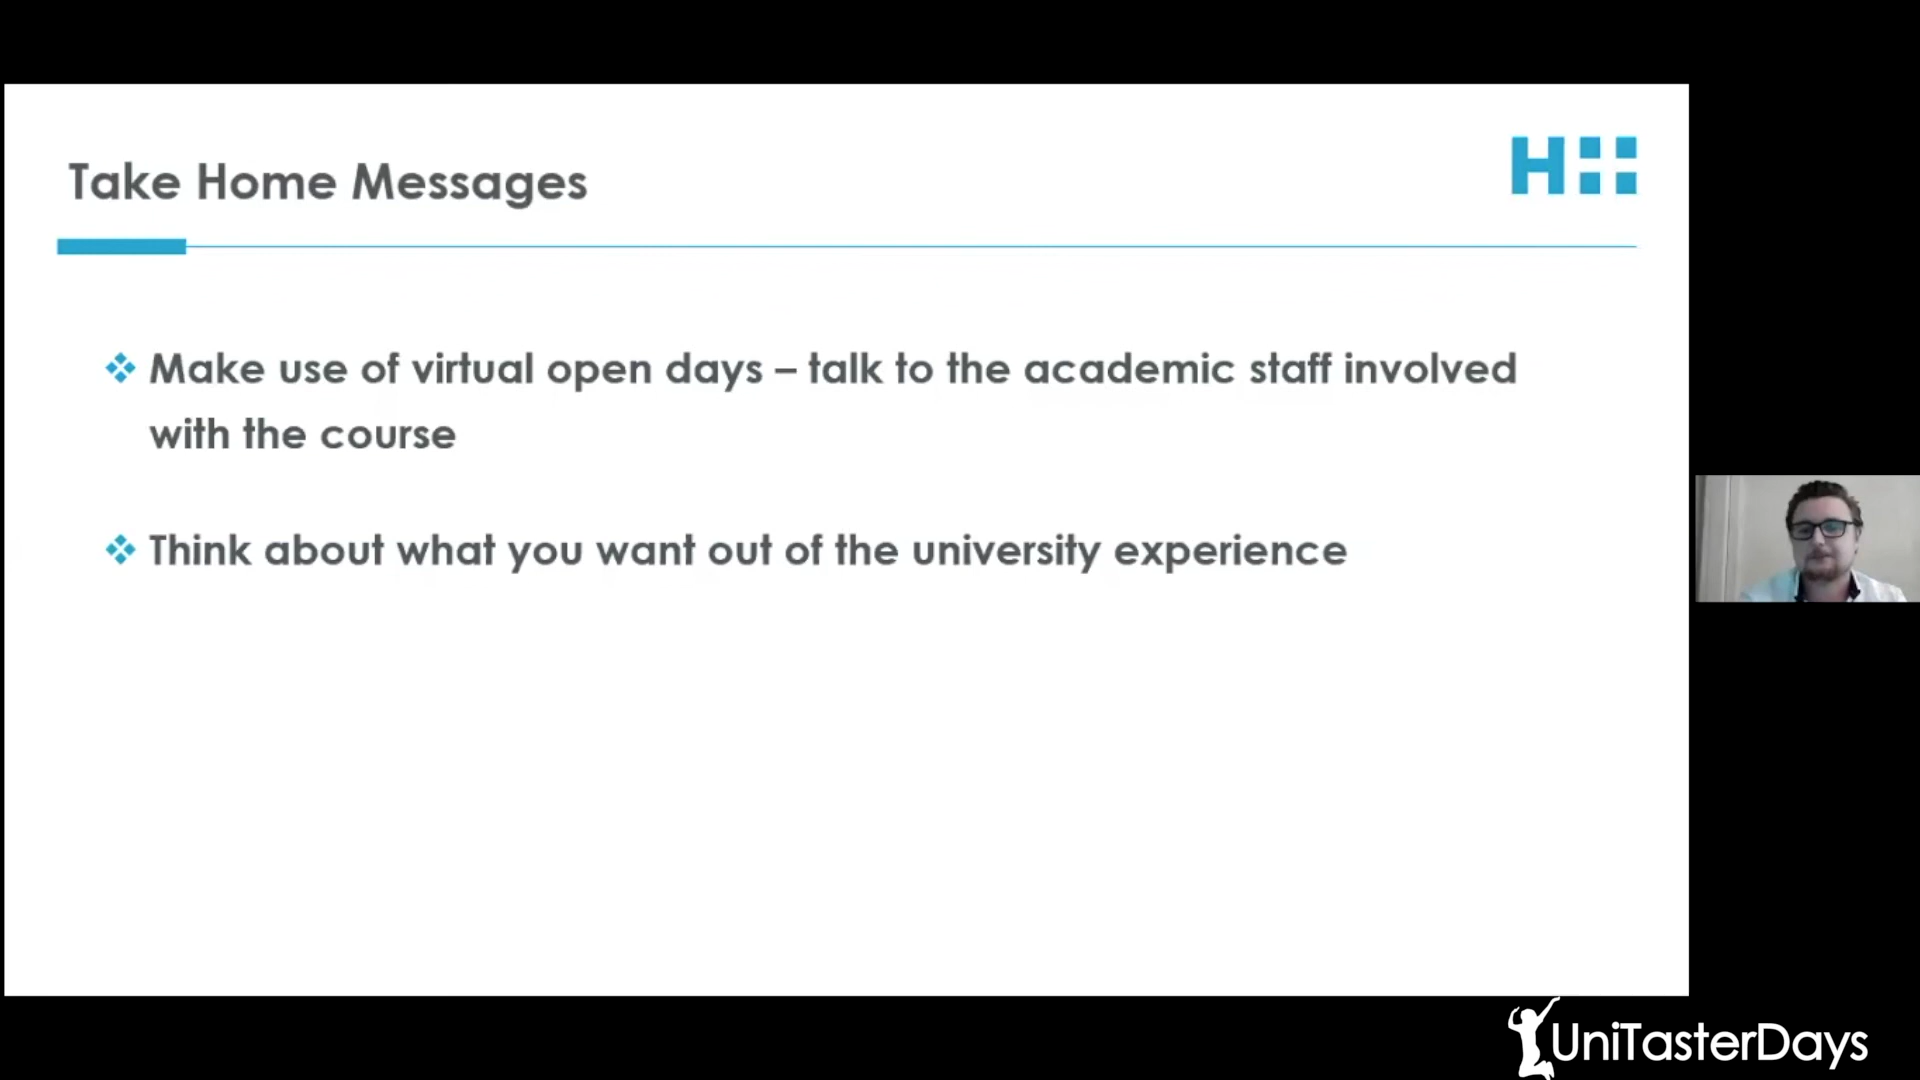 Take Home Messages
H
Make use of virtual open days – talk to the academic staff involved
with the course
Think about what you want out of the university experience
UniTasterDays